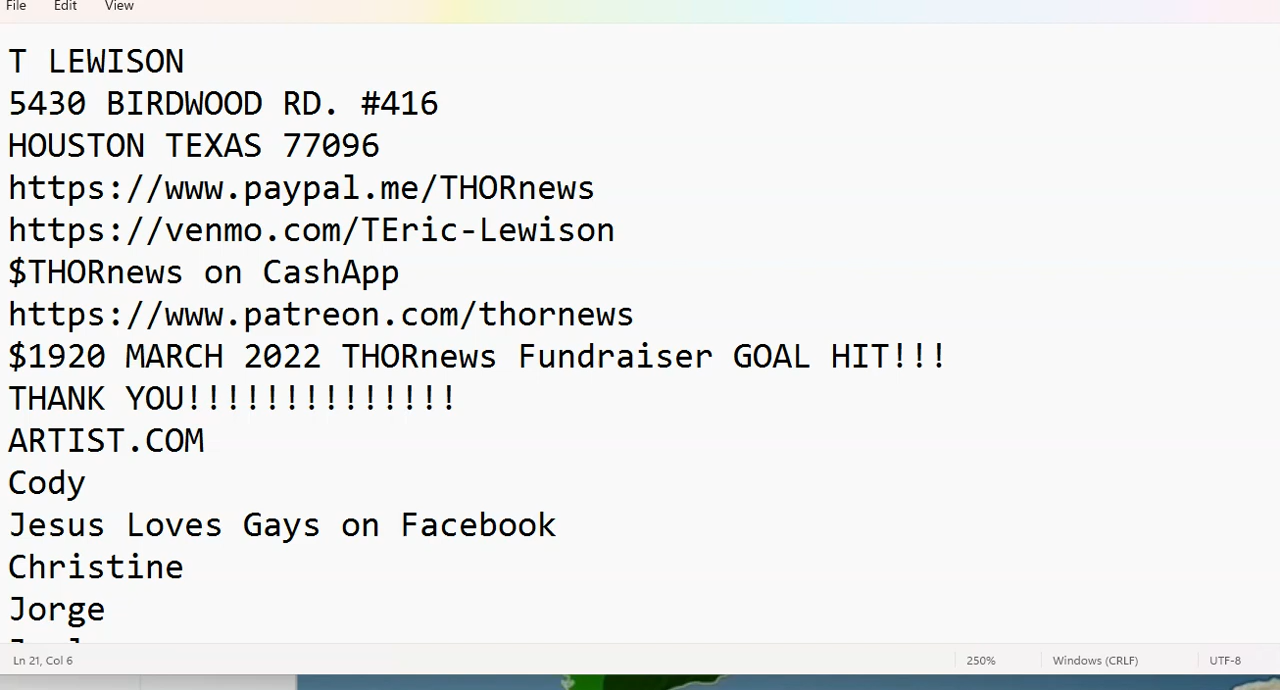 File Edit View
T LEWISON
5430 BIRDWOOD RD. #416
HOUSTON TEXAS 77096
https://www.paypal.me/THORnews
https://venmo.com/TEric-Lewison
$THORnews on CashApp
https://www.patreon.com/thornews
$1920 MARCH 2022 THORnews Fundraiser GOAL HIT!!!
THANK YOU!!!!!!!!!!!!!!
ARTIST.COM
Cody
Jesus Loves Gays on Facebook
Christine
Jorge
Ln 21, Col 6 250% Windows (CRLF) UTF-8